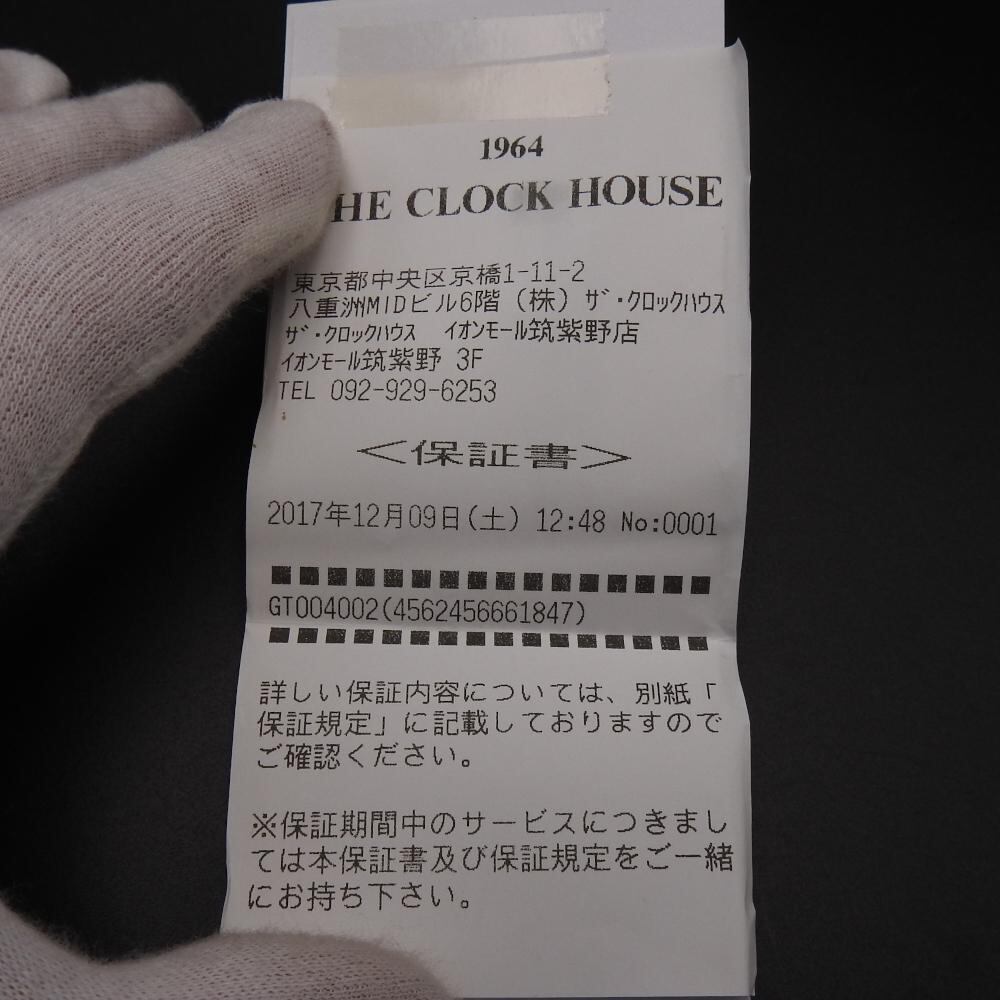 1964
HE CLOCK HOUSE
東京都中央区京橋1-11-2
八重洲MIDビル6階(株)ザ・クロックハウス
ザ・クロックハウス イオンモール筑紫野店
イオンモール筑紫野 3F
TEL 092-929-6253
<保証書>
2017年12月09日(土) 12:48 No:0001
GT004002(4562456661847)
詳しい保証内容については、別紙「
保証規定」に記載しておりますので
ご確認ください。
※保証期間中のサービスにつきまし
ては本保証書及び保証規定をご一緒
にお持ち下さい。